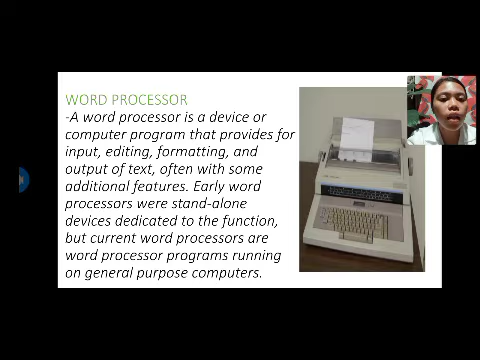 WORD PROCESSOR
-A word processor is a device or
computer program that provides for
input, editing, formatting, and
output of text, often with some
additional features. Early word
processors were stand-alone
devices dedicated to the function,
but current word processors are
word processor programs running
on general purpose computers.